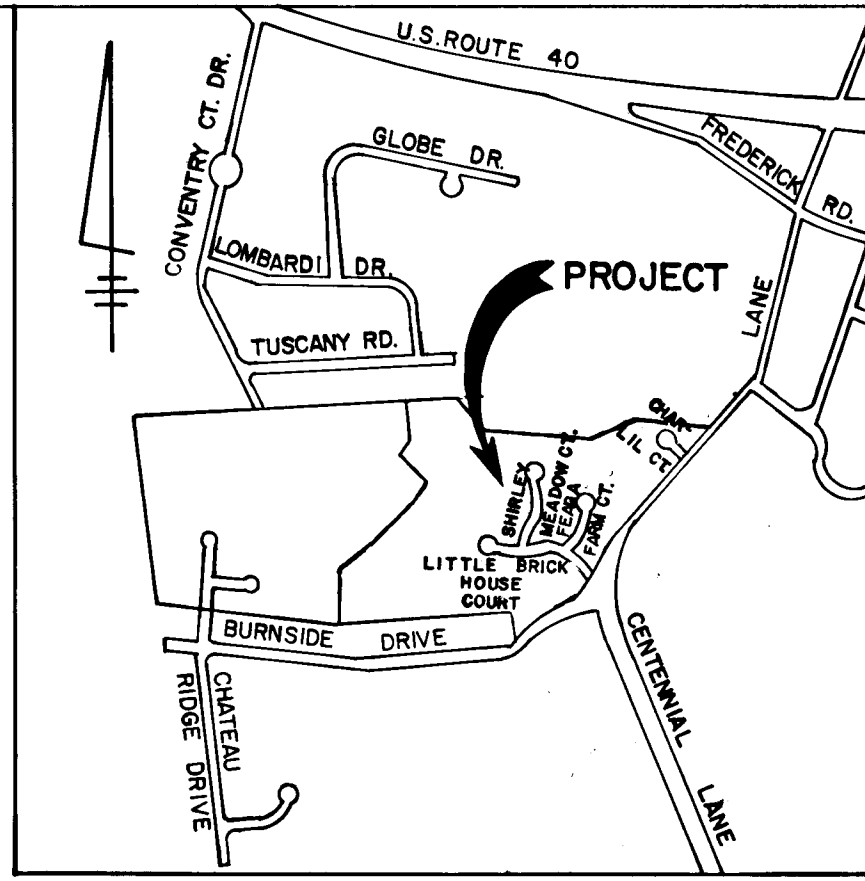 U.S. ROUTE 40
CONVENTRY CT. DR.
GLOBE DR.
FREDERICK RD.
LOMBARDI DR.
PROJECT
LANE
TUSCANY RD.
CHAR-
LIL CT.
SHIRLEY
MEADOW CT.
FEAGA
FARM CT.
LITTLE BRICK
HOUSE
COURT
BURNSIDE DRIVE
CENTENNIAL LANE
CHATEAU
RIDGE DRIVE